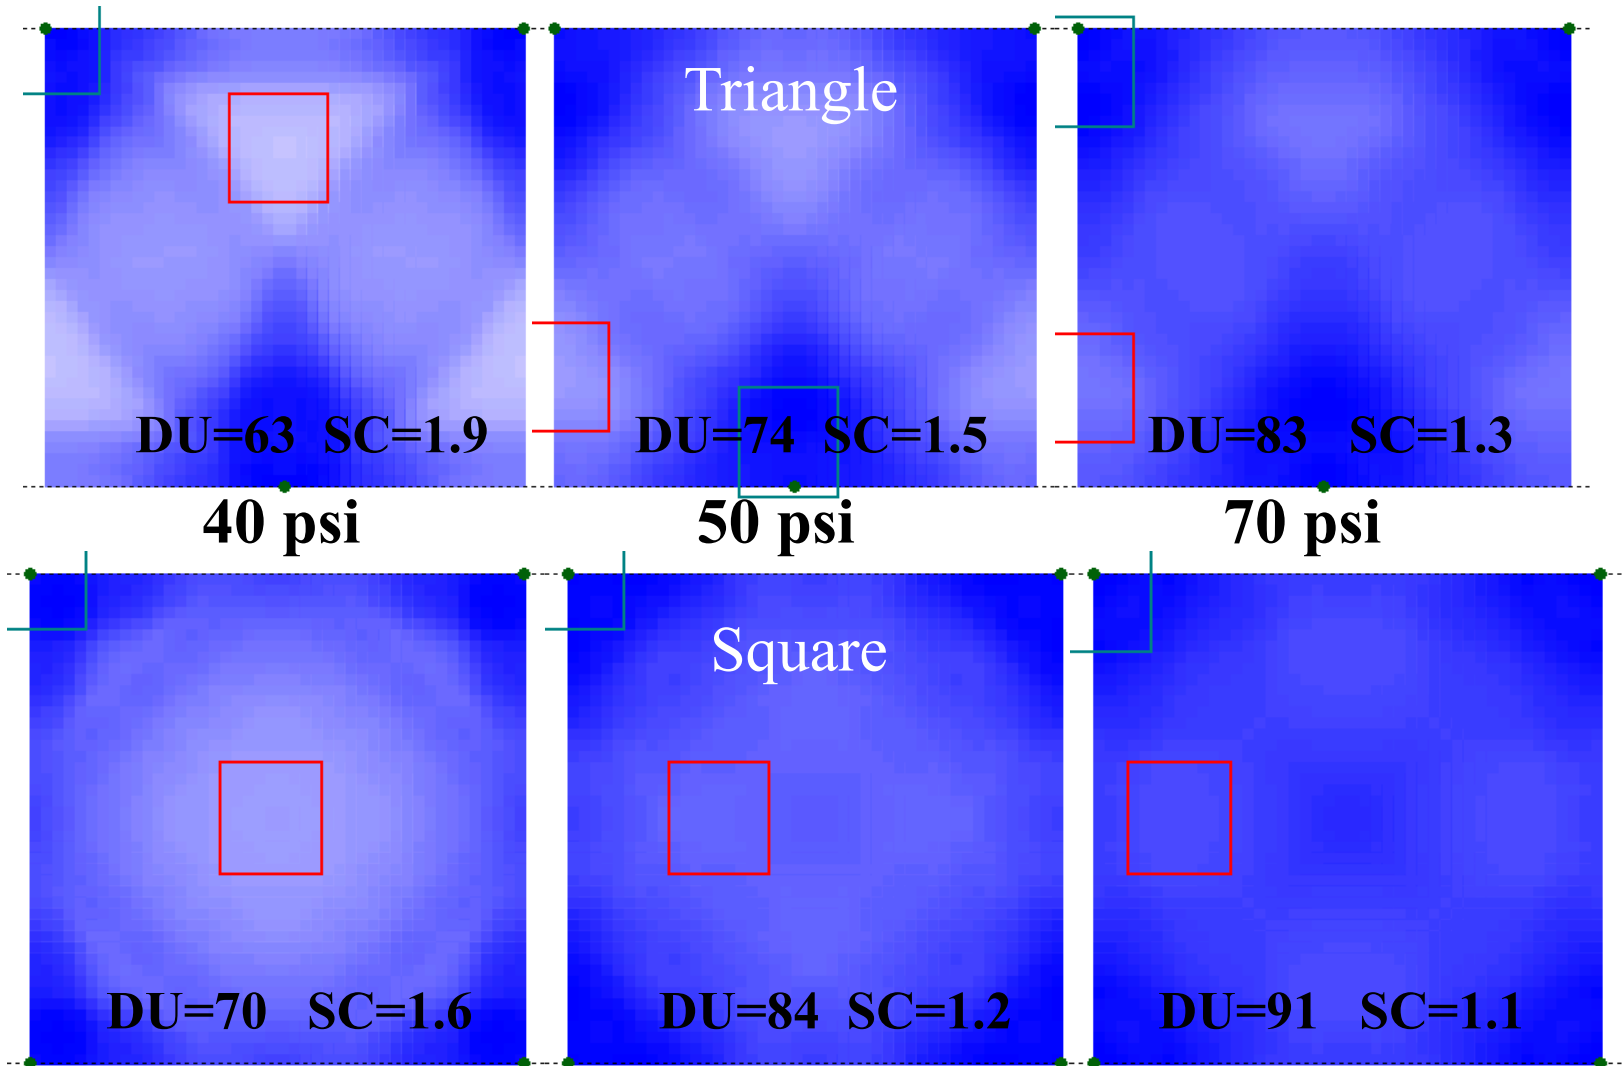 Triangle
DU=63 SC=1.9
DU=74 SC=1.5
DU=83 SC=1.3
40 psi
50 psi
70 psi
Square
DU=70 SC=1.6
DU=84 SC=1.2
DU=91 SC=1.1